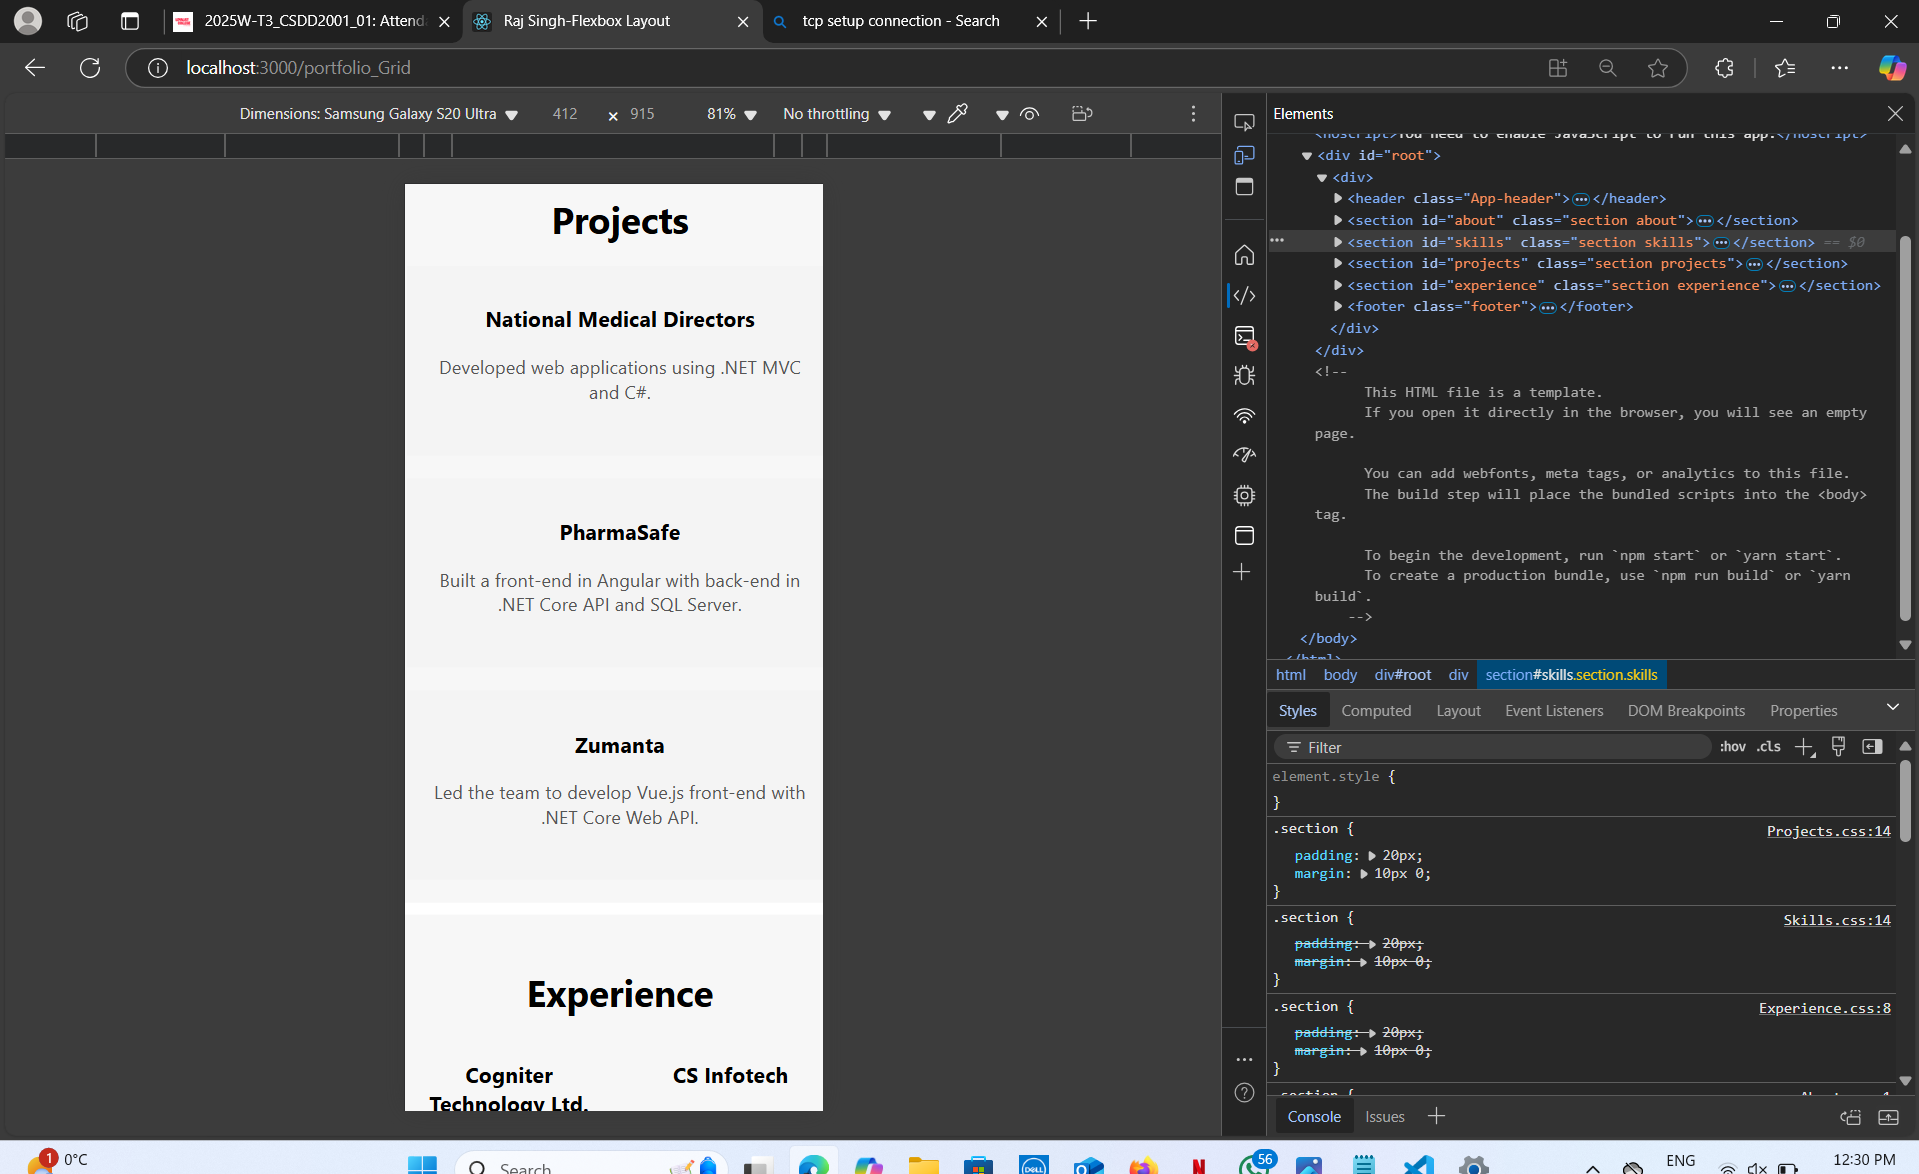 2025W-T3_CSDD2001_01: Attend
Raj Singh-Flexbox Layout
tcp setup connection - Search
localhost:3000/portfolio_Grid
Dimensions: Samsung Galaxy S20 Ultra
412
× 915
81%
No throttling
Projects
National Medical Directors
Developed web applications using .NET MVC
and C#.
PharmaSafe
Built a front-end in Angular with back-end in
.NET Core API and SQL Server.
Zumanta
Led the team to develop Vue.js front-end with
.NET Core Web API.
Experience
Cogniter
Technology Ltd.
CS Infotech
Elements
<noscript>You need to enable JavaScript to run this app.</noscript>
<div id="root">
<div>
<header class="App-header"> </header>
<section id="about" class="section about"> </section>
<section id="skills" class="section skills"> </section> == $0
<section id="projects" class="section projects"> </section>
<section id="experience" class="section experience"> </section>
<footer class="footer"> </footer>
</div>
</div>
<!--
This HTML file is a template.
If you open it directly in the browser, you will see an empty
page.
You can add webfonts, meta tags, or analytics to this file.
The build step will place the bundled scripts into the <body>
tag.
To begin the development, run `npm start` or `yarn start`.
To create a production bundle, use `npm run build` or `yarn
build`.
-->
</body>
</html>
html body div#root div section#skills.section.skills
Styles Computed Layout Event Listeners DOM Breakpoints Properties
Filter
:hov .cls
element.style {
}
.section {
Projects.css:14
padding: 20px;
margin: 10px 0;
}
.section {
Skills.css:14
padding: 20px;
margin: 10px 0;
}
.section {
Experience.css:8
padding: 20px;
margin: 10px 0;
}
.section {
Console Issues
1
0°C
Search
DELL
56
ENG
12:30 PM